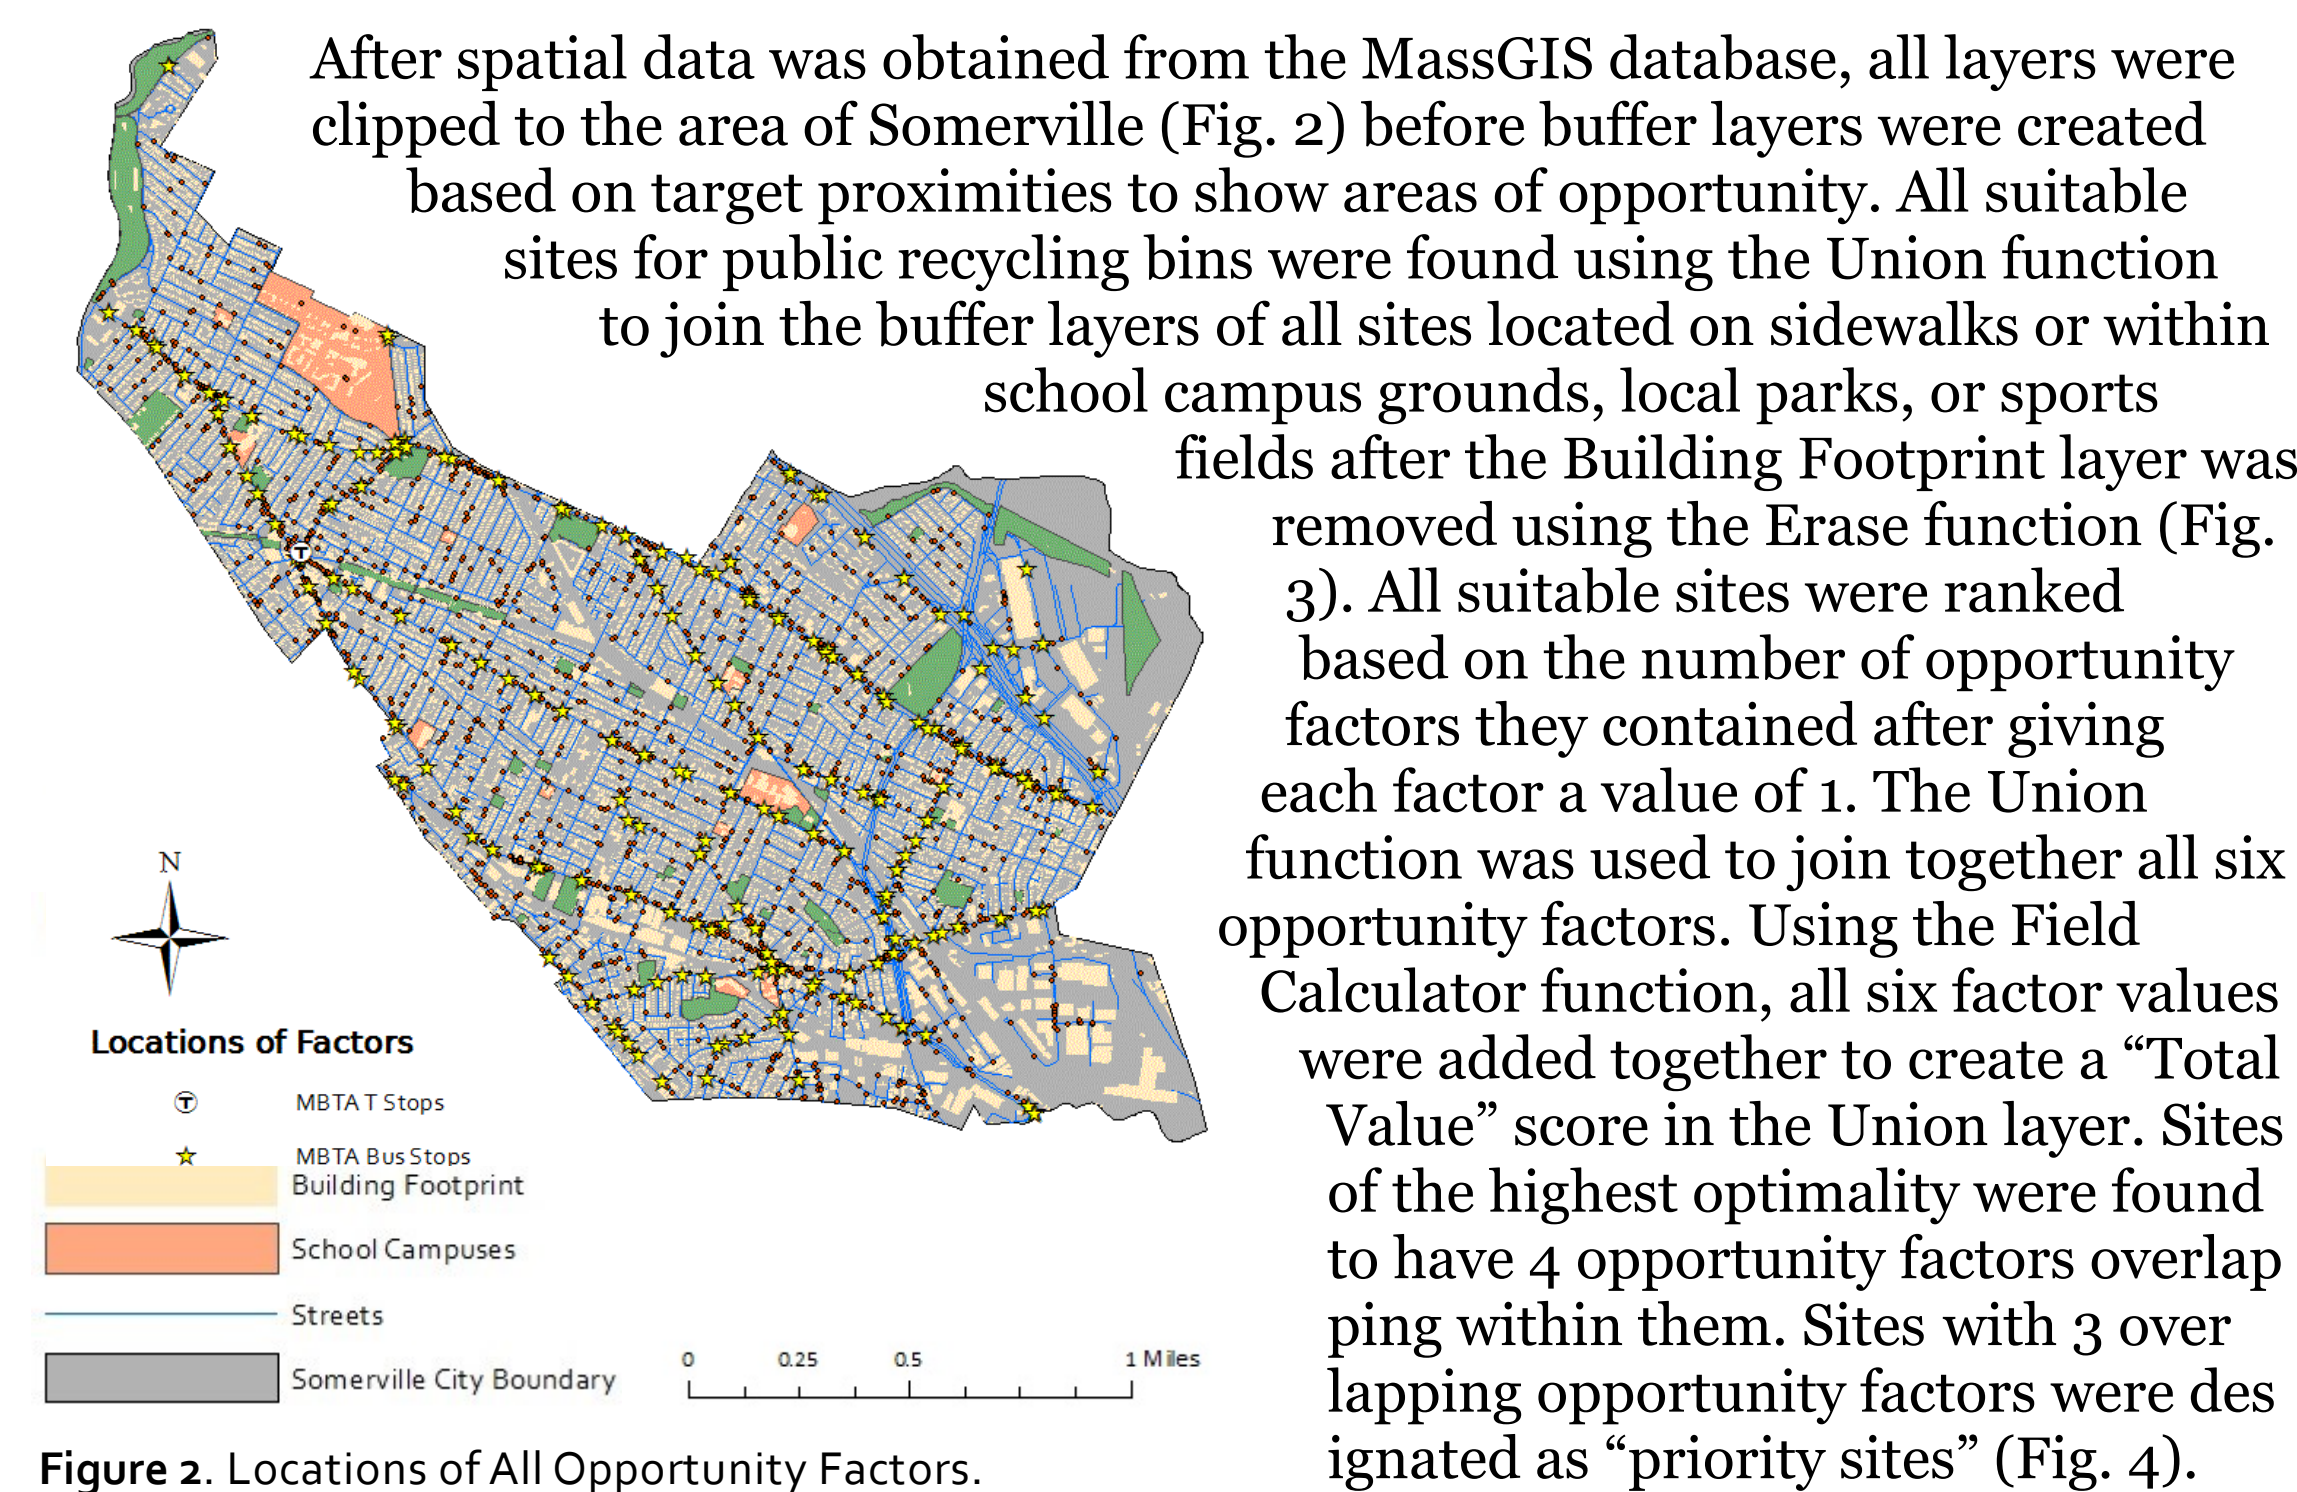 After spatial data was obtained from the MassGIS database, all layers were
clipped to the area of Somerville (Fig. 2) before buffer layers were created
based on target proximities to show areas of opportunity. All suitable
sites for public recycling bins were found using the Union function
to join the buffer layers of all sites located on sidewalks or within
school campus grounds, local parks, or sports
fields after the Building Footprint layer was
removed using the Erase function (Fig.
3). All suitable sites were ranked
based on the number of opportunity
factors they contained after giving
each factor a value of 1. The Union
function was used to join together all six
opportunity factors. Using the Field
Calculator function, all six factor values
were added together to create a “Total
Value” score in the Union layer. Sites
of the highest optimality were found
to have 4 opportunity factors overlap
ping within them. Sites with 3 over
lapping opportunity factors were des
ignated as “priority sites” (Fig. 4).
T
N
Locations of Factors
T
MBTA T Stops
MBTA Bus Stops
Building Footprint
School Campuses
Streets
Somerville City Boundary
0 0.25 0.5 1 Miles
Figure 2. Locations of All Opportunity Factors.